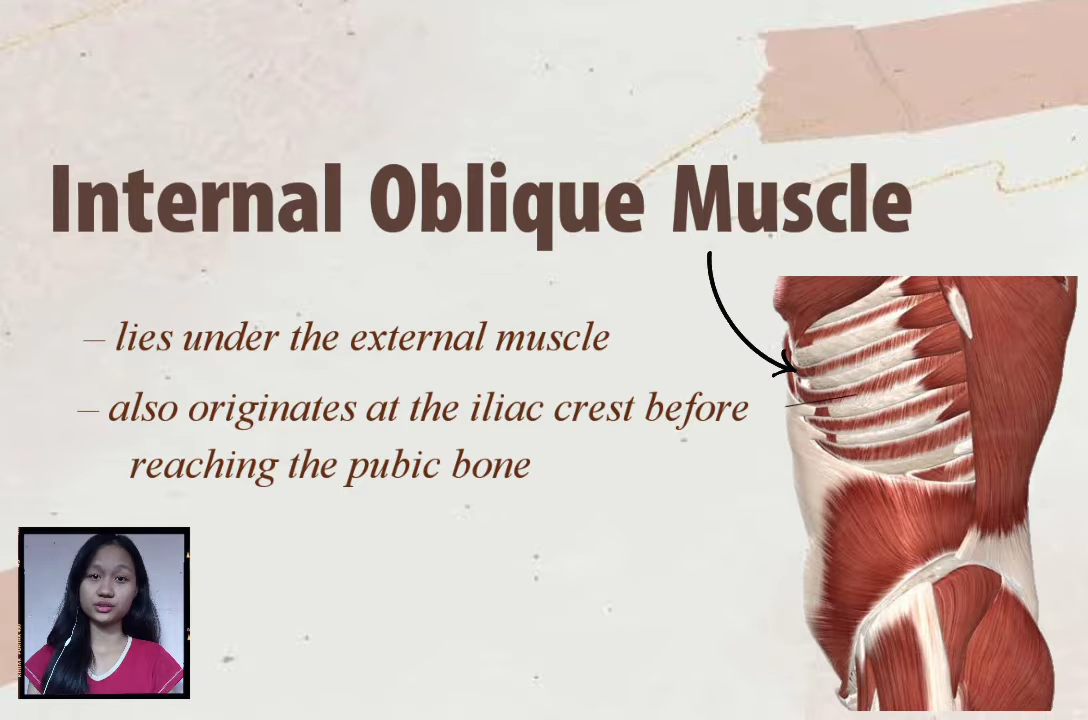 Internal Oblique Muscle
– lies under the external muscle
– also originates at the iliac crest before
reaching the pubic bone